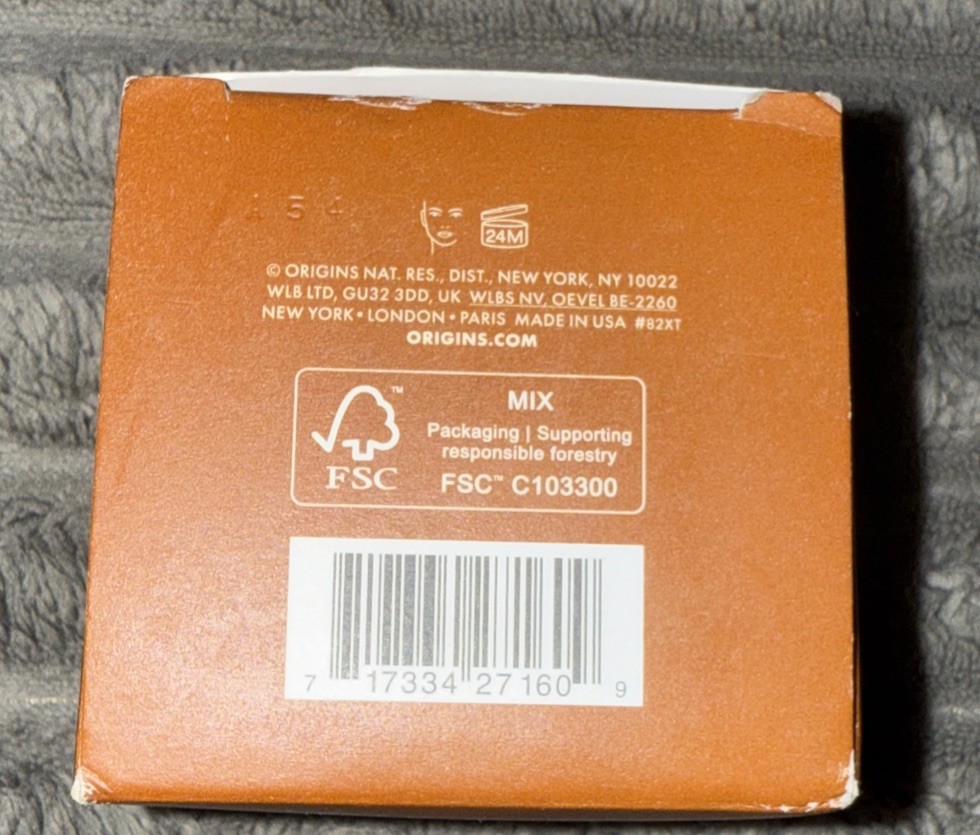 24M
© ORIGINS NAT. RES., DIST., NEW YORK, NY 10022
WLB LTD, GU32 3DD, UK WLBS NV, OEVEL BE-2260
NEW YORK • LONDON • PARIS MADE IN USA #82XT
ORIGINS.COM
MIX
Packaging | Supporting
responsible forestry
FSC™ C103300
™
FSC
7 17334 27160 9